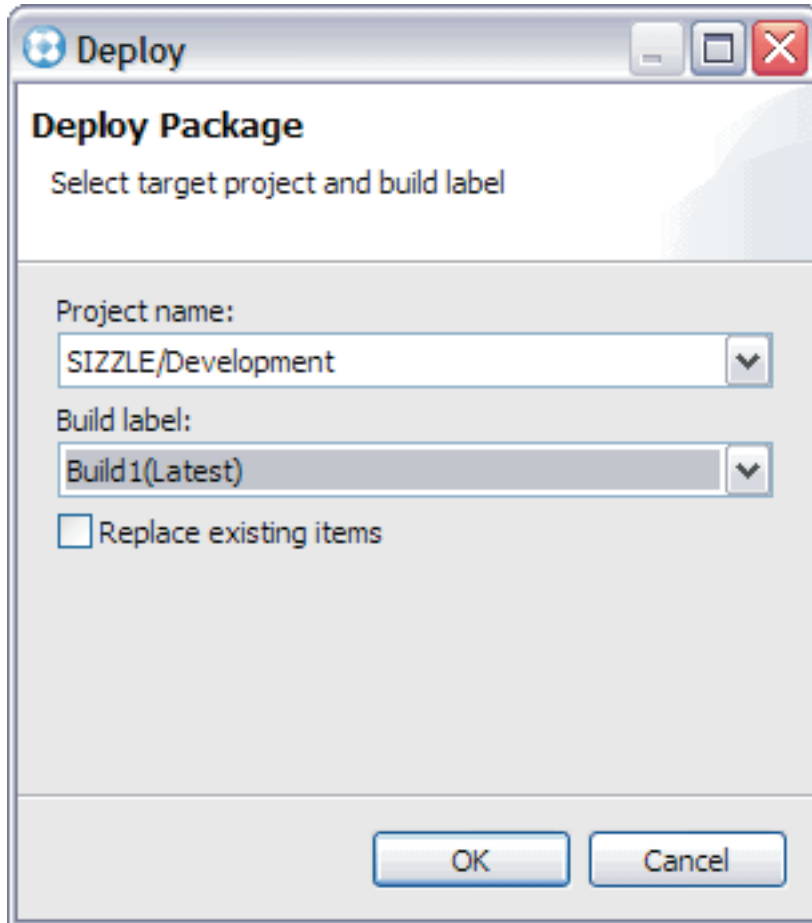 Deploy
Deploy Package
Select target project and build label
Project name:
SIZZLE/Development
Build label:
Build1(Latest)
Replace existing items
OK
Cancel